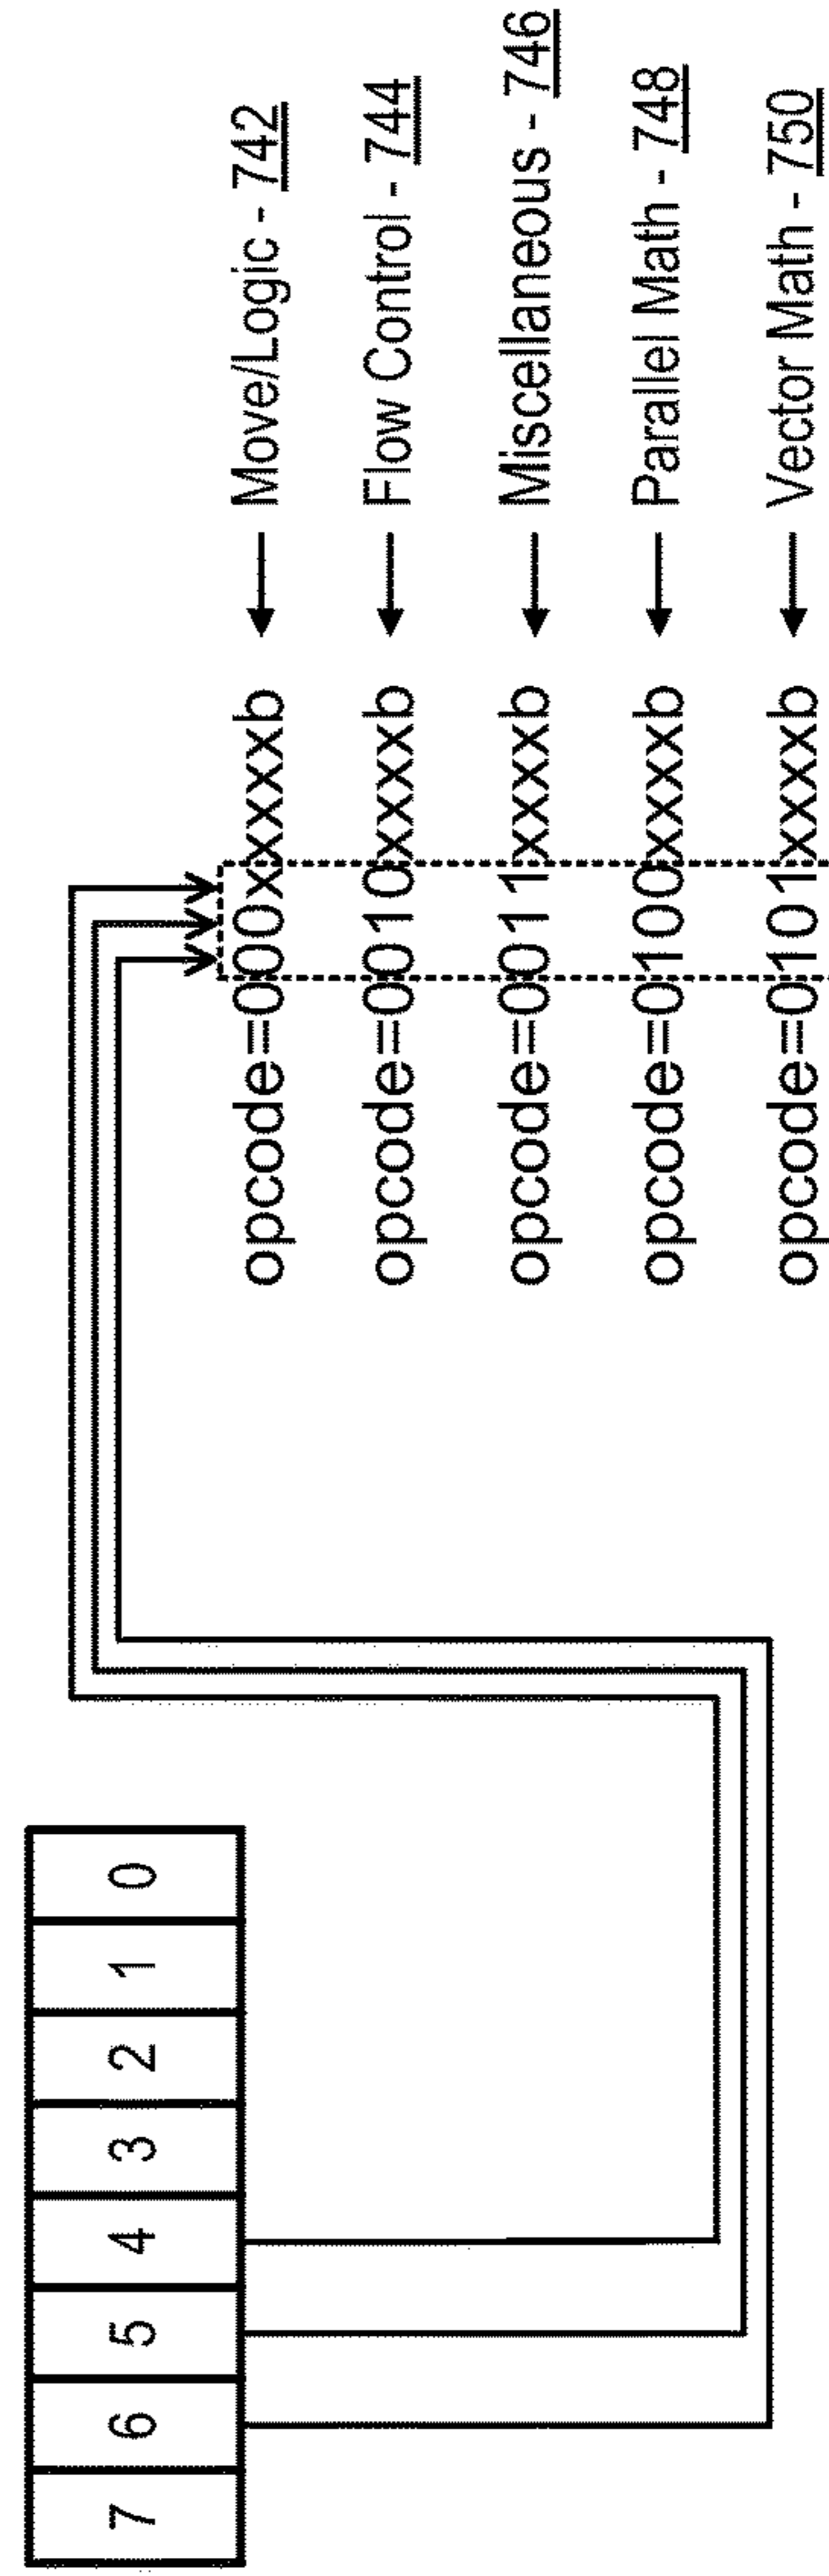 7 6 5 4 3 2 1 0
opcode=000xxxxxb ← Move/Logic - 742
opcode=0010xxxxb ← Flow Control - 744
opcode=0011xxxxb ← Miscellaneous - 746
opcode=0100xxxxb ← Parallel Math - 748
opcode=0101xxxxb ← Vector Math - 750